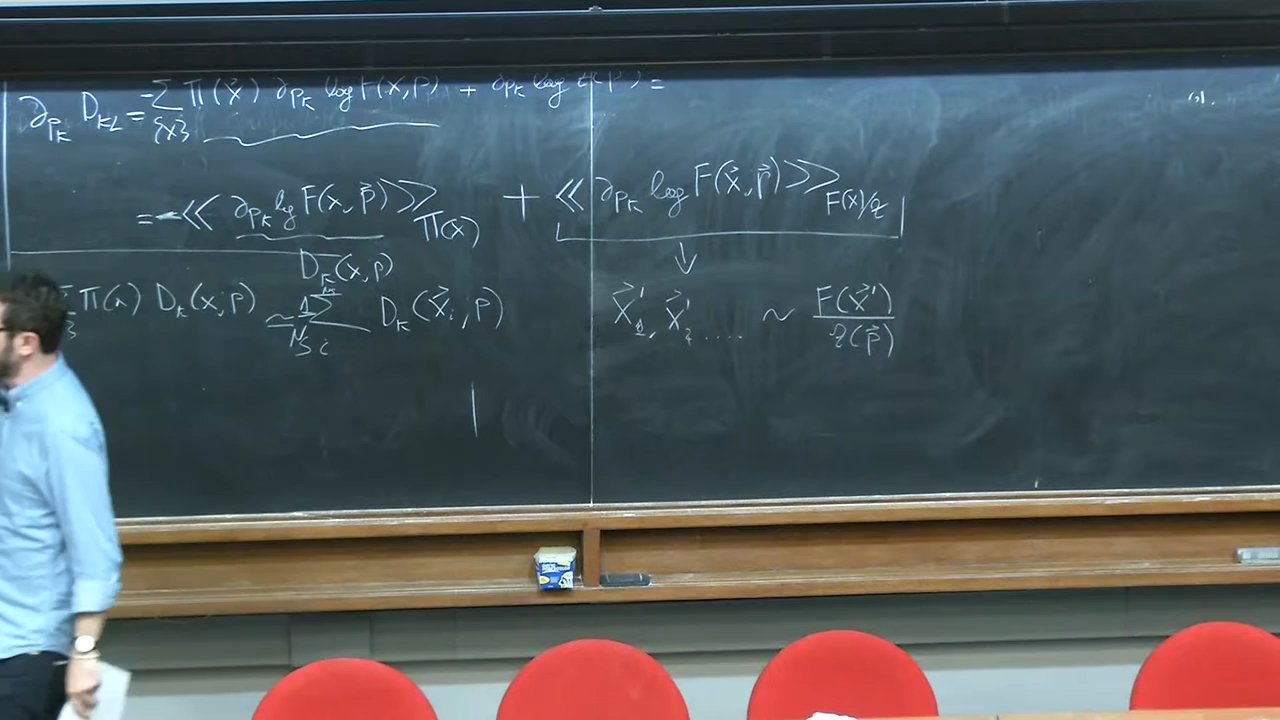 ∂_{p_k} D_{KL} = -∑_{{x}} Π(x⃗) ∂_{p_k} log F(x,p) + ∂_{p_k} log Z(p) =
= -≪ ∂_{p_k} log F(x,p⃗) ≫_{Π(x)} + ≪ ∂_{p_k} log F(x⃗,p⃗) ≫_{F(x)/Z}
D_k(x,p)
Π(x) D_k(x;p) ≃ 1/N_s ∑_i D_k(x⃗_i,p)
↓
x⃗'_1, x⃗'_2 .... ~ F(x⃗')/Z(p⃗)